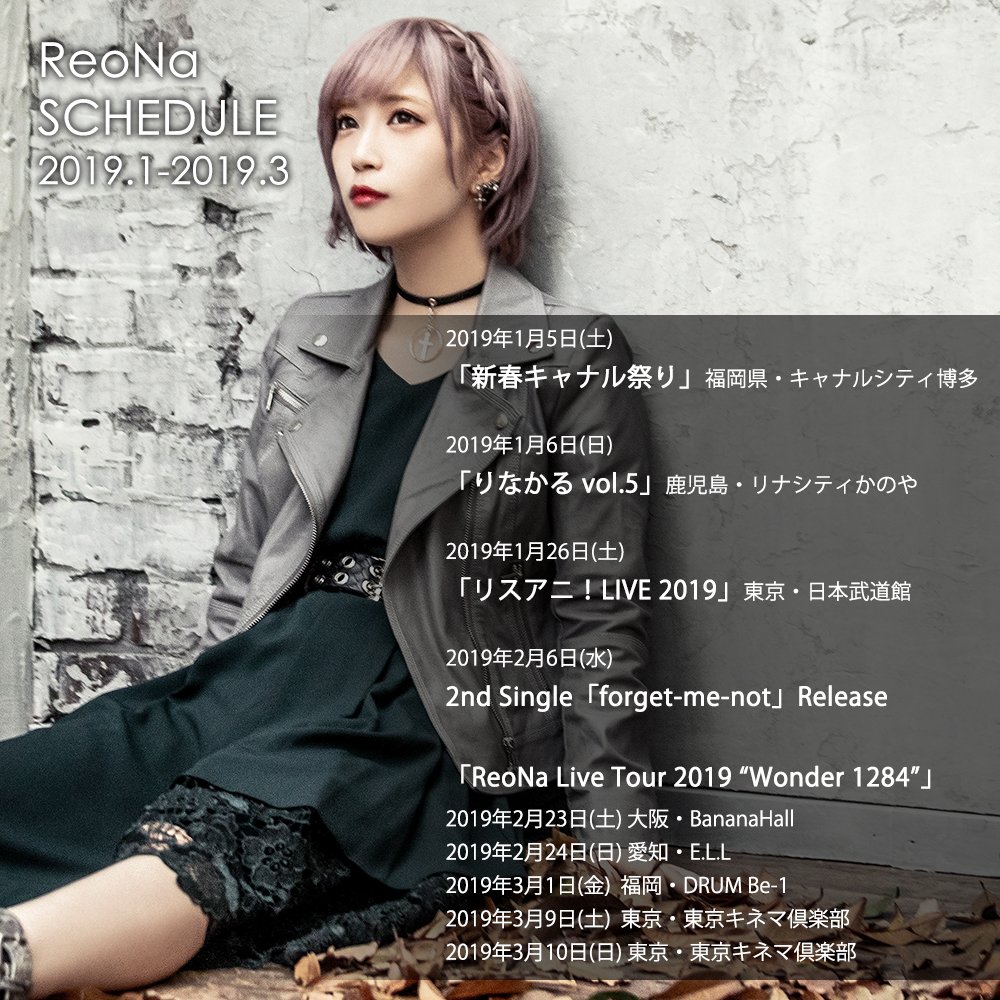 ReoNa
SCHEDULE
2019.1-2019.3
2019年1月5日(土)
「新春キャナル祭り」福岡県・キャナルシティ博多
2019年1月6日(日)
「りなかる vol.5」鹿児島・リナシティかのや
2019年1月26日(土)
「リスアニ！LIVE 2019」東京・日本武道館
2019年2月6日(水)
2nd Single「forget-me-not」Release
「ReoNa Live Tour 2019 “Wonder 1284”」
2019年2月23日(土) 大阪・BananaHall
2019年2月24日(日) 愛知・E.L.L
2019年3月1日(金) 福岡・DRUM Be-1
2019年3月9日(土) 東京・東京キネマ倶楽部
2019年3月10日(日) 東京・東京キネマ倶楽部